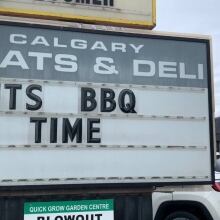 CALGARY
ATS & DELI
TS BBQ
TIME
QUICK GROW GARDEN CENTRE
BLOWOUT